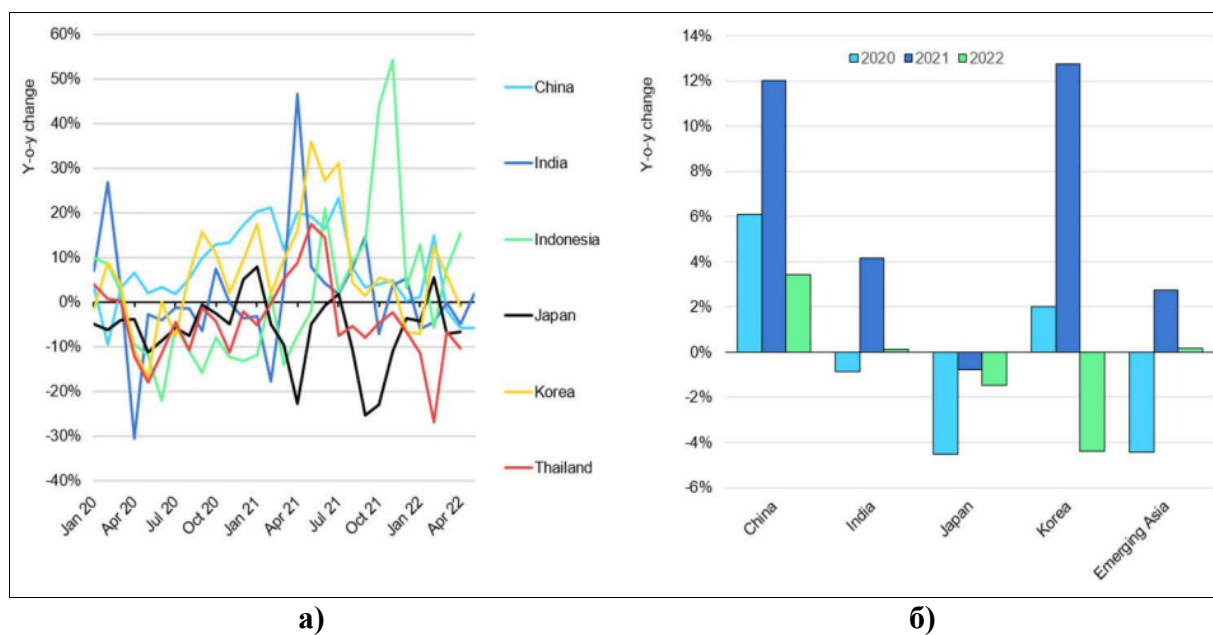 60%
50%
40%
30%
20%
10%
0%
-10%
-20%
-30%
-40%
Y-o-y change
Jan 20
Apr 20
Jul 20
Oct 20
Jan 21
Apr 21
Jul 21
Oct 21
Jan 22
Apr 22
China
India
Indonesia
Japan
Korea
Thailand
а)
14%
12%
10%
8%
6%
4%
2%
0%
-2%
-4%
-6%
Y-o-y change
2020 2021 2022
China
India
Japan
Korea
Emerging Asia
б)